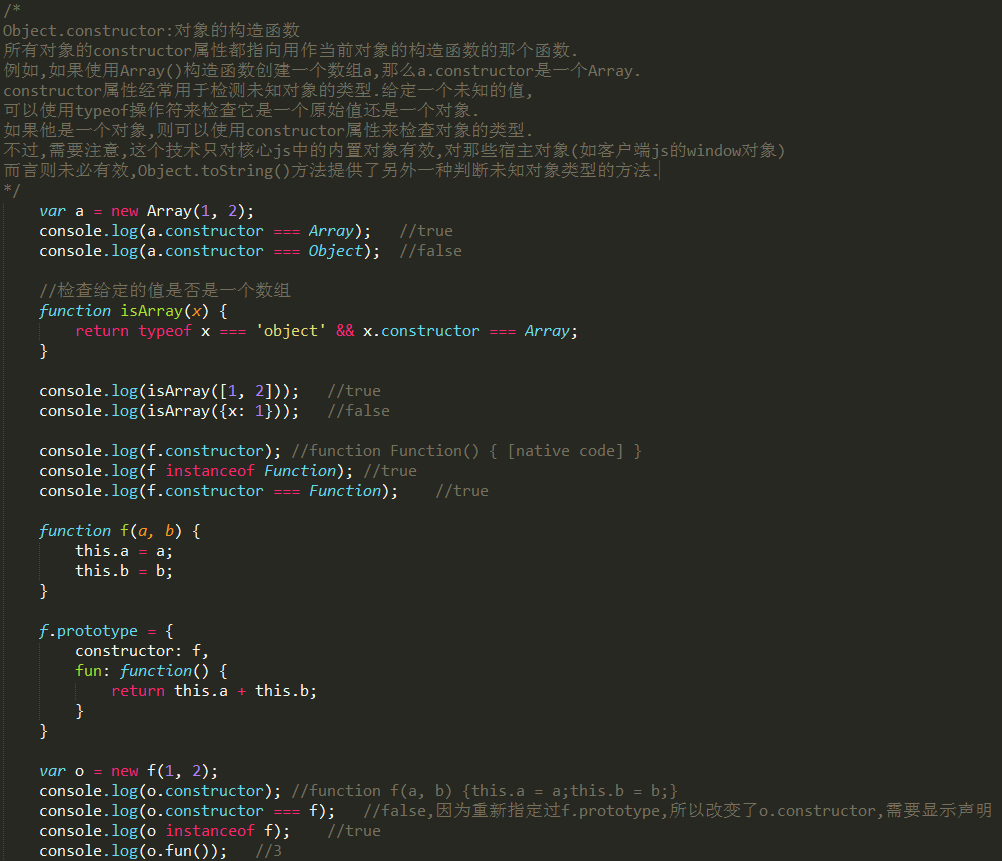 /*
Object.constructor:对象的构造函数
所有对象的constructor属性都指向用作当前对象的构造函数的那个函数.
例如,如果使用Array()构造函数创建一个数组a,那么a.constructor是一个Array.
constructor属性经常用于检测未知对象的类型.给定一个未知的值,
可以使用typeof操作符来检查它是一个原始值还是一个对象.
如果他是一个对象,则可以使用constructor属性来检查对象的类型.
不过,需要注意,这个技术只对核心js中的内置对象有效,对那些宿主对象(如客户端js的window对象)
而言则未必有效,Object.toString()方法提供了另外一种判断未知对象类型的方法.
*/
    var a = new Array(1, 2);
    console.log(a.constructor === Array);   //true
    console.log(a.constructor === Object);  //false

    //检查给定的值是否是一个数组
    function isArray(x) {
        return typeof x === 'object' && x.constructor === Array;
    }

    console.log(isArray([1, 2]));   //true
    console.log(isArray({x: 1}));   //false

    console.log(f.constructor); //function Function() { [native code] }
    console.log(f instanceof Function); //true
    console.log(f.constructor === Function);    //true

    function f(a, b) {
        this.a = a;
        this.b = b;
    }

    f.prototype = {
        constructor: f,
        fun: function() {
            return this.a + this.b;
        }
    }

    var o = new f(1, 2);
    console.log(o.constructor); //function f(a, b) {this.a = a;this.b = b;}
    console.log(o.constructor === f);   //false,因为重新指定过f.prototype,所以改变了o.constructor,需要显示声明
    console.log(o instanceof f);    //true
    console.log(o.fun());   //3